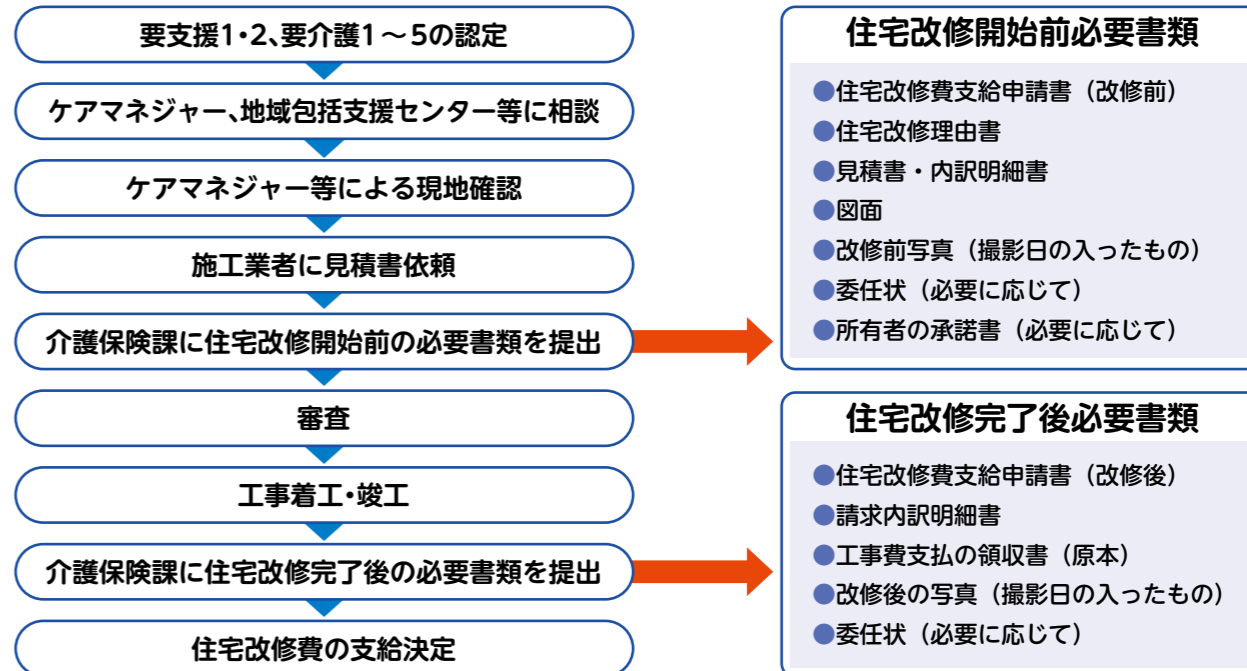 要支援1・2、要介護1～5の認定
ケアマネジャー、地域包括支援センター等に相談
ケアマネジャー等による現地確認
施工業者に見積書依頼
介護保険課に住宅改修開始前の必要書類を提出
審査
工事着工・竣工
介護保険課に住宅改修完了後の必要書類を提出
住宅改修費の支給決定
住宅改修開始前必要書類
●住宅改修費支給申請書（改修前）
●住宅改修理由書
●見積書・内訳明細書
●図面
●改修前写真（撮影日の入ったもの）
●委任状（必要に応じて）
●所有者の承諾書（必要に応じて）
住宅改修完了後必要書類
●住宅改修費支給申請書（改修後）
●請求内訳明細書
●工事費支払の領収書（原本）
●改修後の写真（撮影日の入ったもの）
●委任状（必要に応じて）